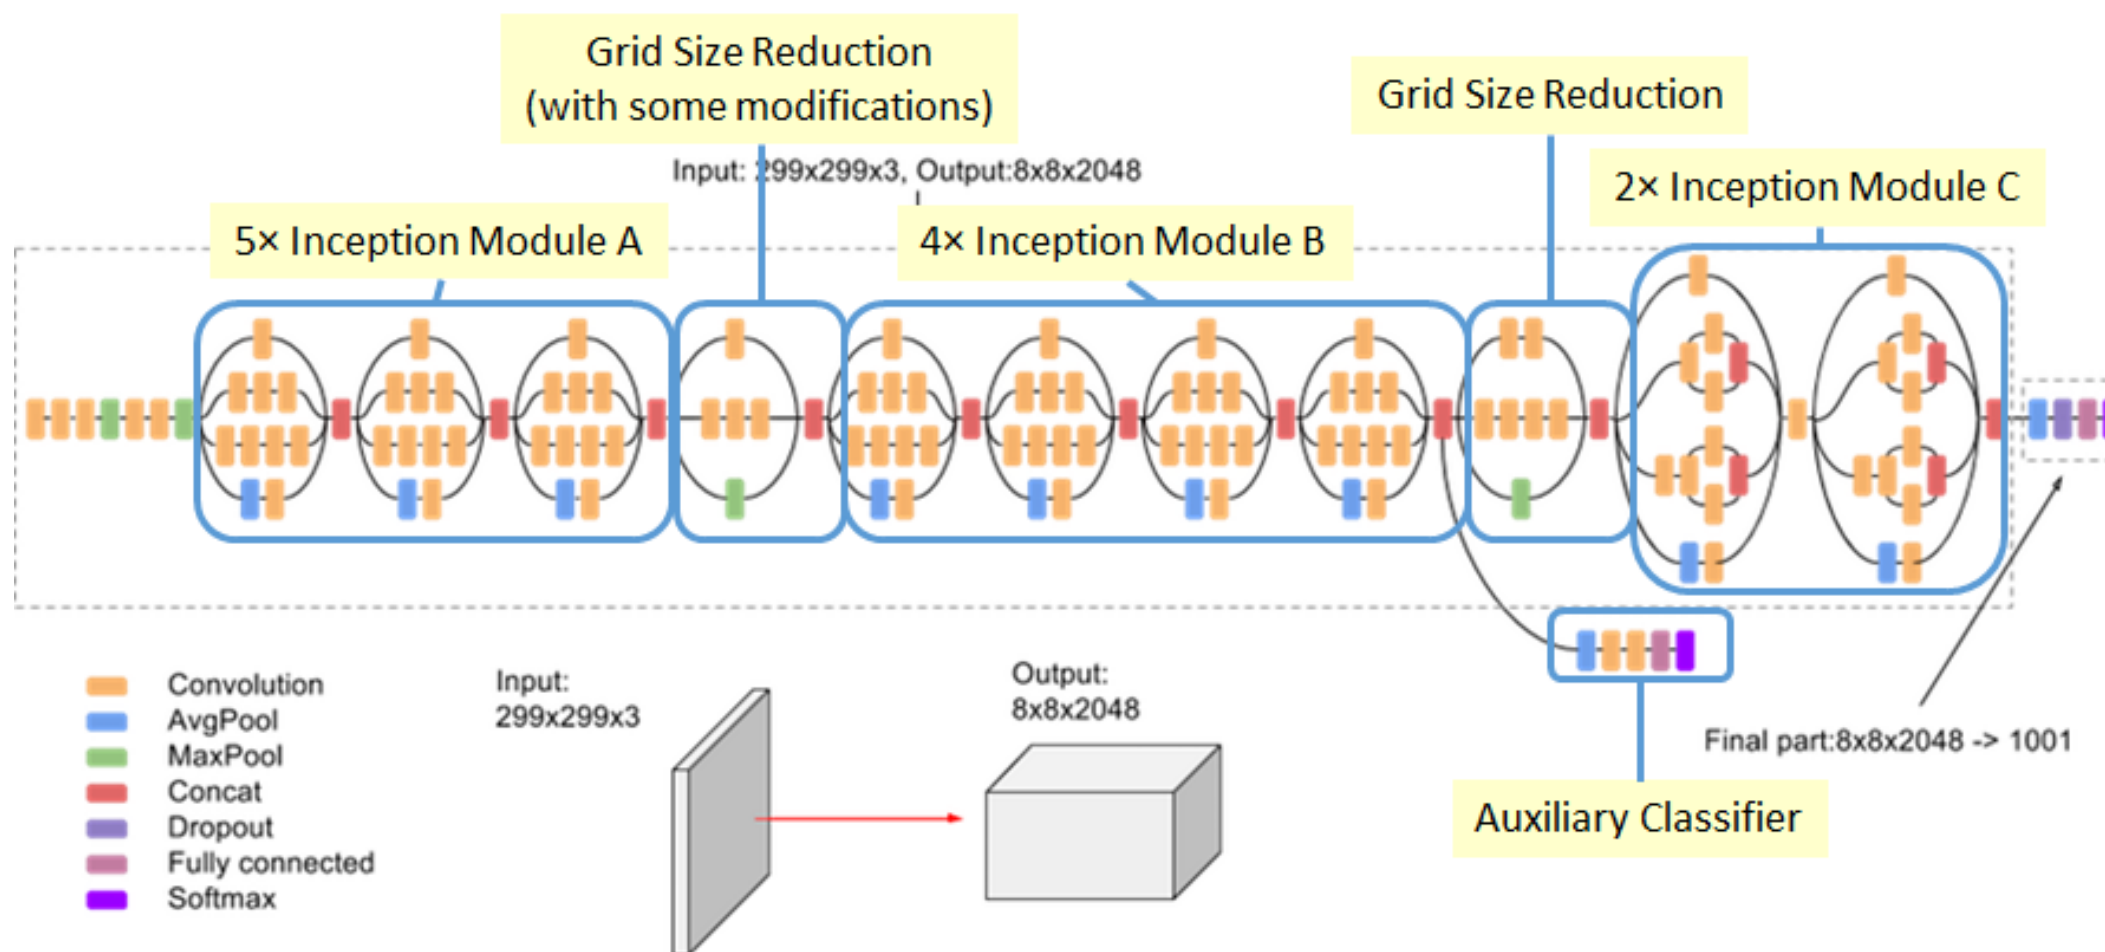 Grid Size Reduction
(with some modifications)
Grid Size Reduction
Input: 299x299x3, Output:8x8x2048
2× Inception Module C
5× Inception Module A
4× Inception Module B
Convolution
AvgPool
MaxPool
Concat
Dropout
Fully connected
Softmax
Input:
299x299x3
Output:
8x8x2048
Final part:8x8x2048 -> 1001
Auxiliary Classifier